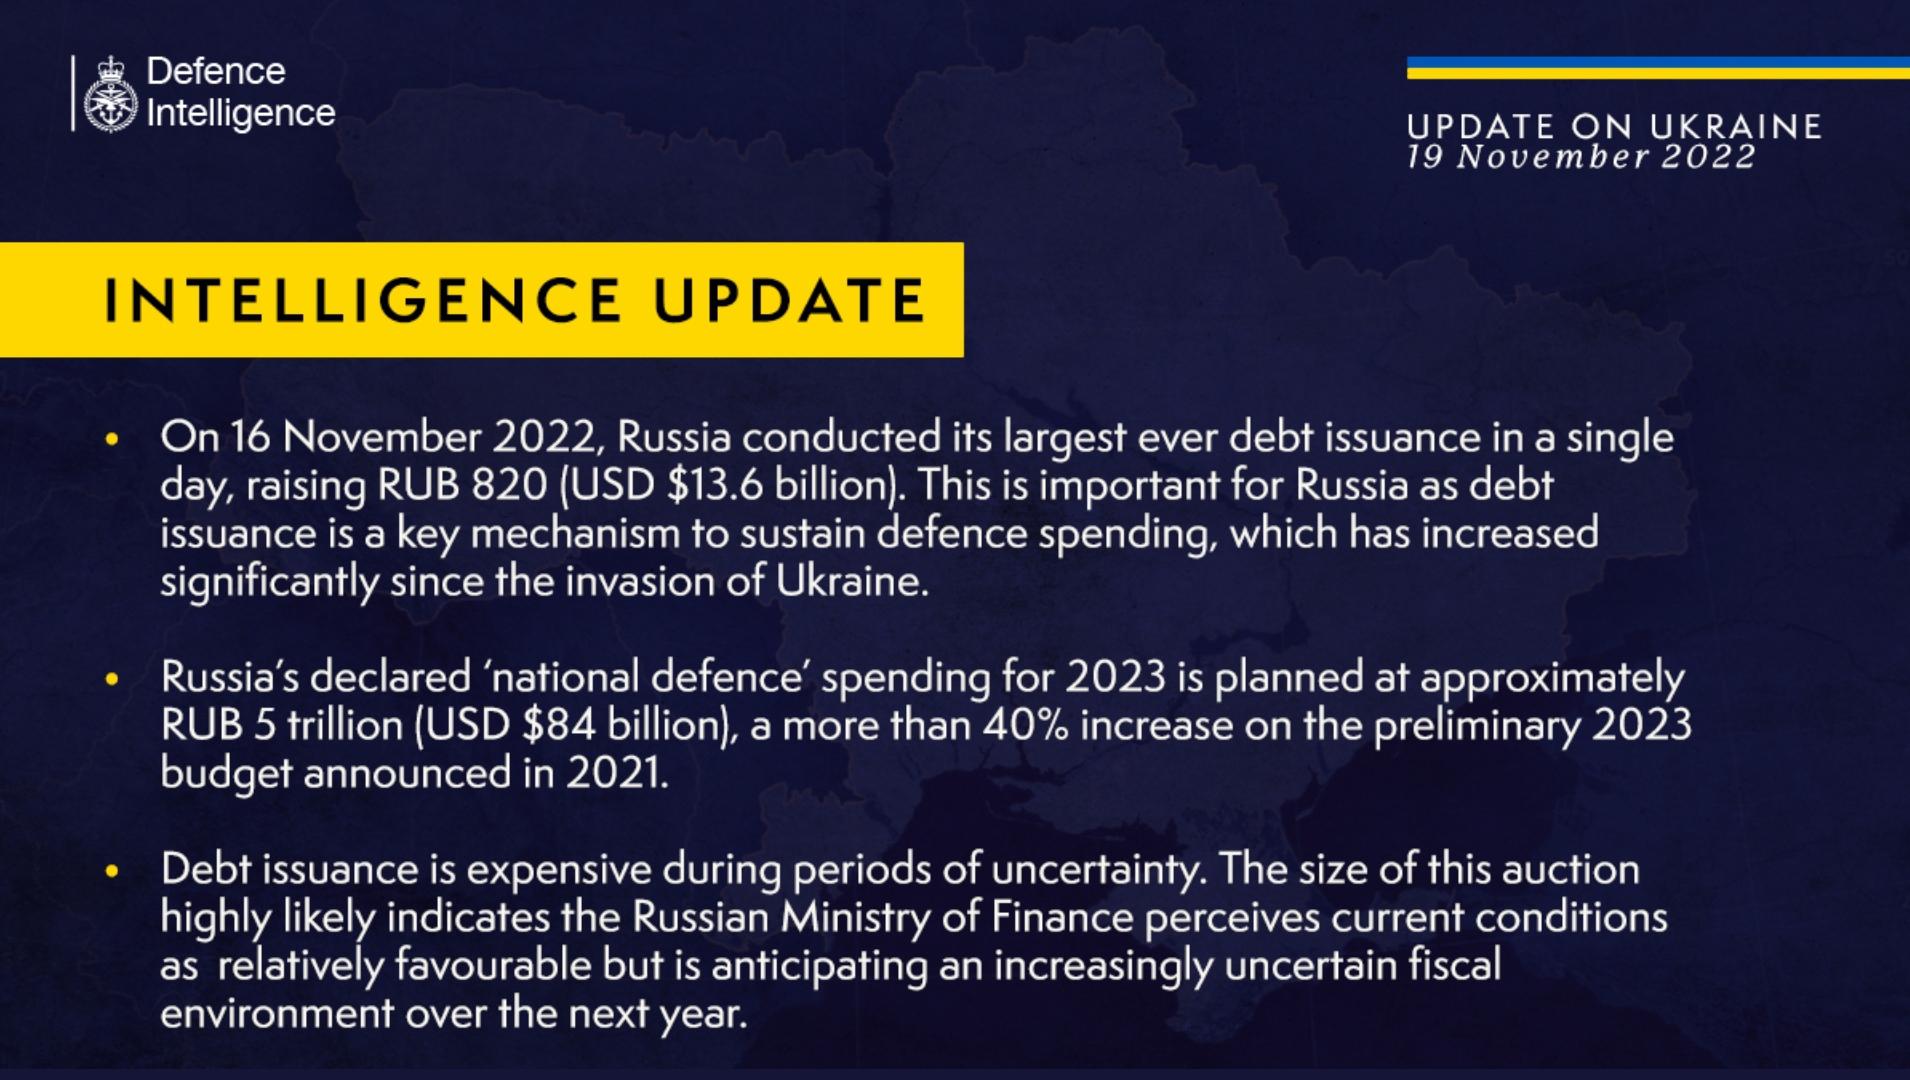 Defence
Intelligence
UPDATE ON UKRAINE
19 November 2022
INTELLIGENCE UPDATE
• On 16 November 2022, Russia conducted its largest ever debt issuance in a single
day, raising RUB 820 (USD $13.6 billion). This is important for Russia as debt
issuance is a key mechanism to sustain defence spending, which has increased
significantly since the invasion of Ukraine.
• Russia’s declared ‘national defence’ spending for 2023 is planned at approximately
RUB 5 trillion (USD $84 billion), a more than 40% increase on the preliminary 2023
budget announced in 2021.
• Debt issuance is expensive during periods of uncertainty. The size of this auction
highly likely indicates the Russian Ministry of Finance perceives current conditions
as  relatively favourable but is anticipating an increasingly uncertain fiscal
environment over the next year.